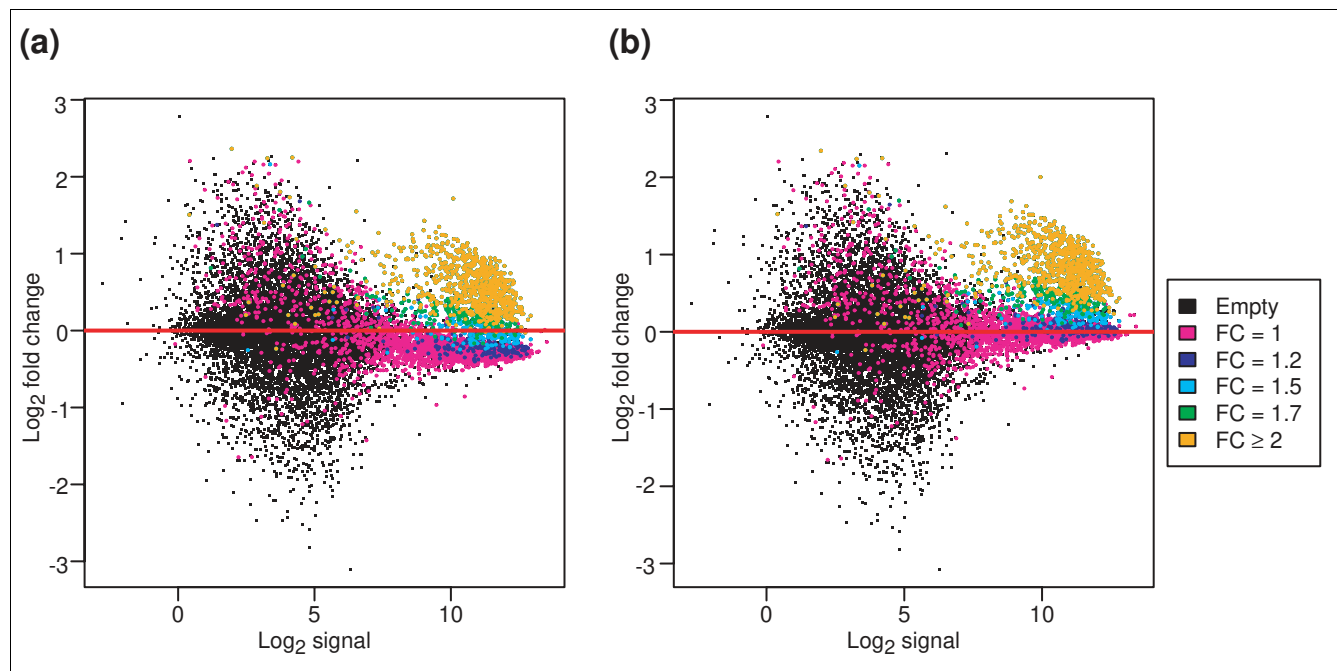 (a)
(b)
3
2
1
0
-1
-2
-3
Log2 fold change
0
5
10
Log2 signal
3
2
1
0
-1
-2
-3
Log2 fold change
0
5
10
Log2 signal
Empty
FC = 1
FC = 1.2
FC = 1.5
FC = 1.7
FC ≥ 2